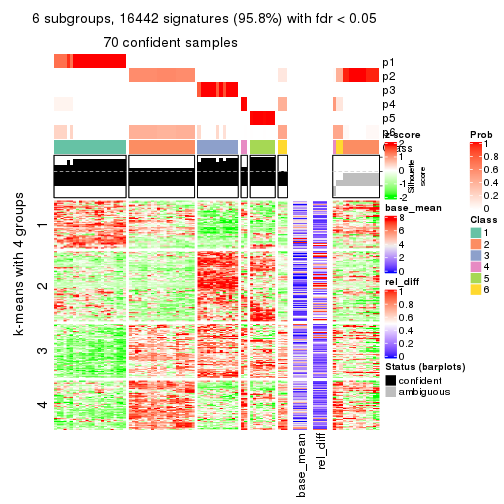 6 subgroups, 16442 signatures (95.8%) with fdr < 0.05
70 confident samples
p1
p2
p3
p4
p5
p6
Class
k-means with 4 groups
1
2
3
4
base_mean
rel_diff
Silhouette
score
z-score
2
1
0
-1
-2
base_mean
8
6
4
2
0
rel_diff
1
0.8
0.6
0.4
0.2
0
Status (barplots)
confident
ambiguous
Prob
1
0.8
0.6
0.4
0.2
0
Class
1
2
3
4
5
6